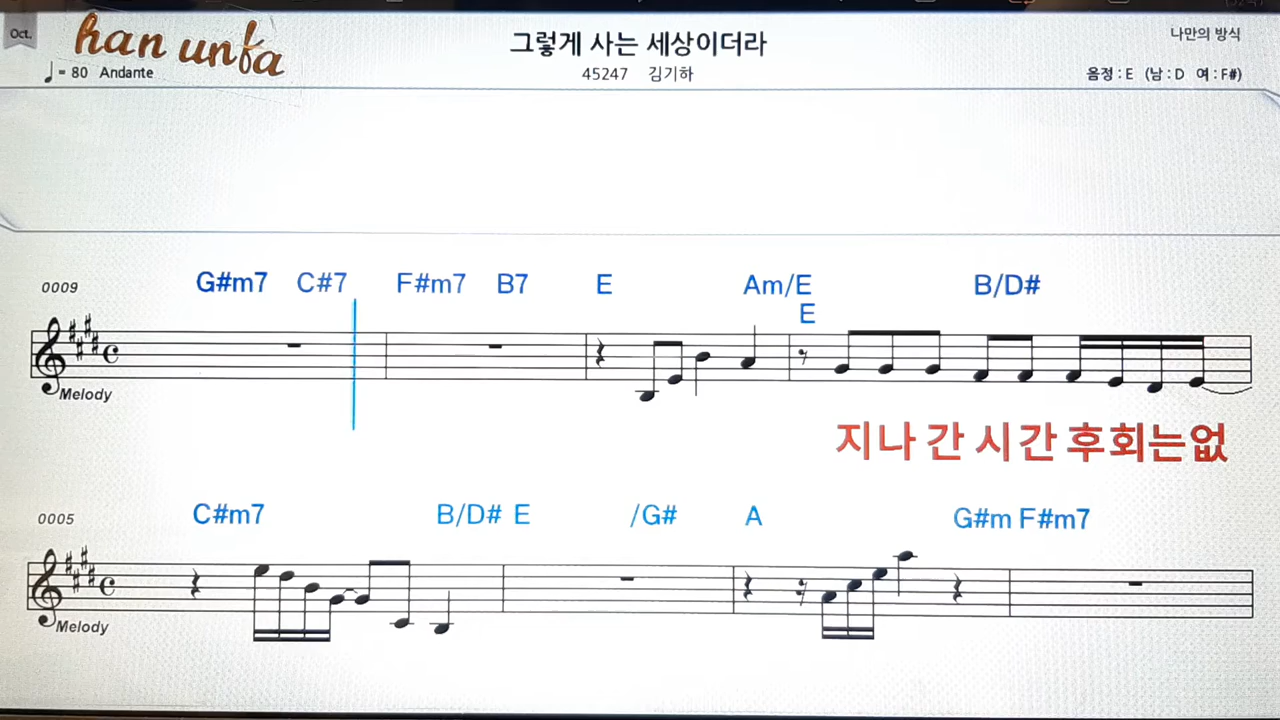 Oct.
han unfa
그렇게 사는 세상이더라
나만의 방식
♩ = 80 Andante
45247 김기하
음정 : E (남 : D 여 : F#)
0009
G#m7 C#7 F#m7 B7 E Am/E B/D#
E
Melody
지나 간 시간 후회는없
0005
C#m7 B/D# E /G# A G#m F#m7
Melody